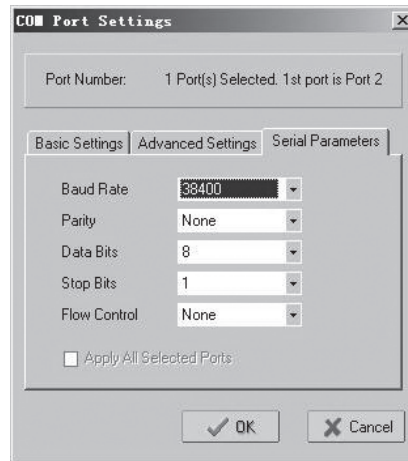 COM Port Settings
Port Number: 1 Port(s) Selected. 1st port is Port 2
Basic Settings Advanced Settings Serial Parameters
Baud Rate 38400
Parity None
Data Bits 8
Stop Bits 1
Flow Control None
Apply All Selected Ports
OK Cancel